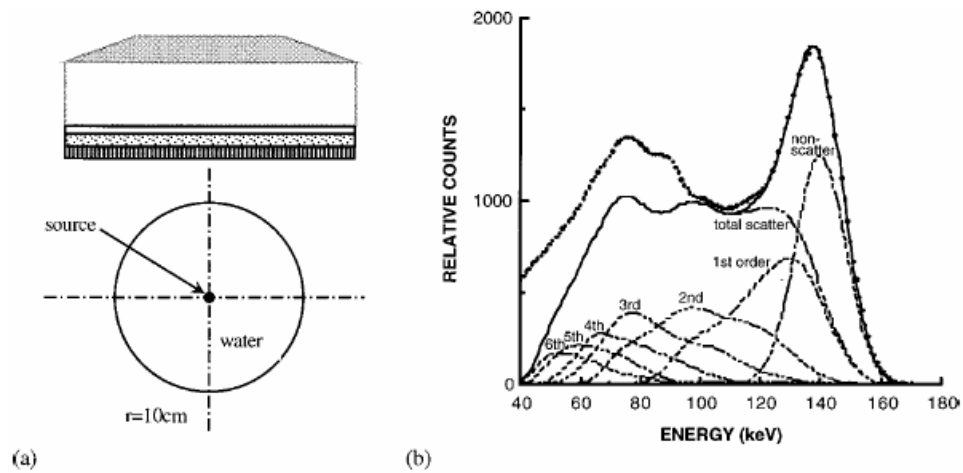 source
water
r=10cm
(a)
RELATIVE COUNTS
2000
1000
0
non-
scatter
total scatter
1st order
2nd
3rd
4th
5th
6th
40 60 80 100 120 140 160 180
ENERGY (keV)
(b)